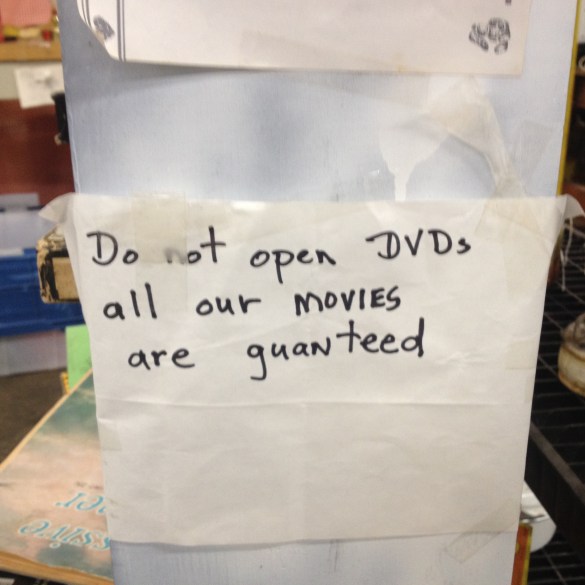 Do not open DVDs
all our MOVIES
are guanteed